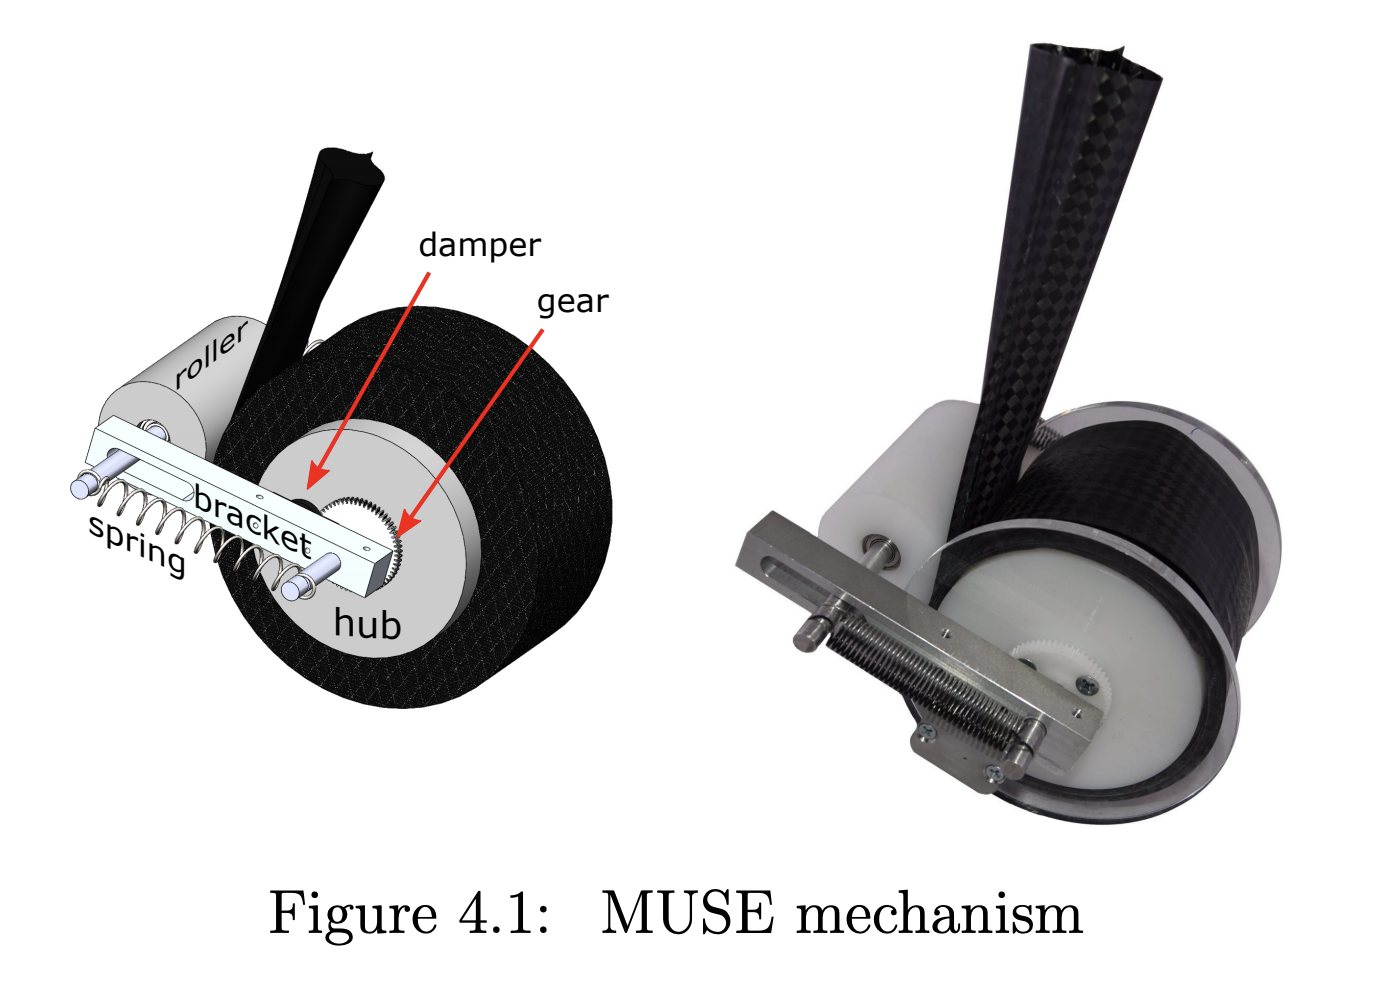 damper
gear
roller
bracket
spring
hub
Figure 4.1: MUSE mechanism